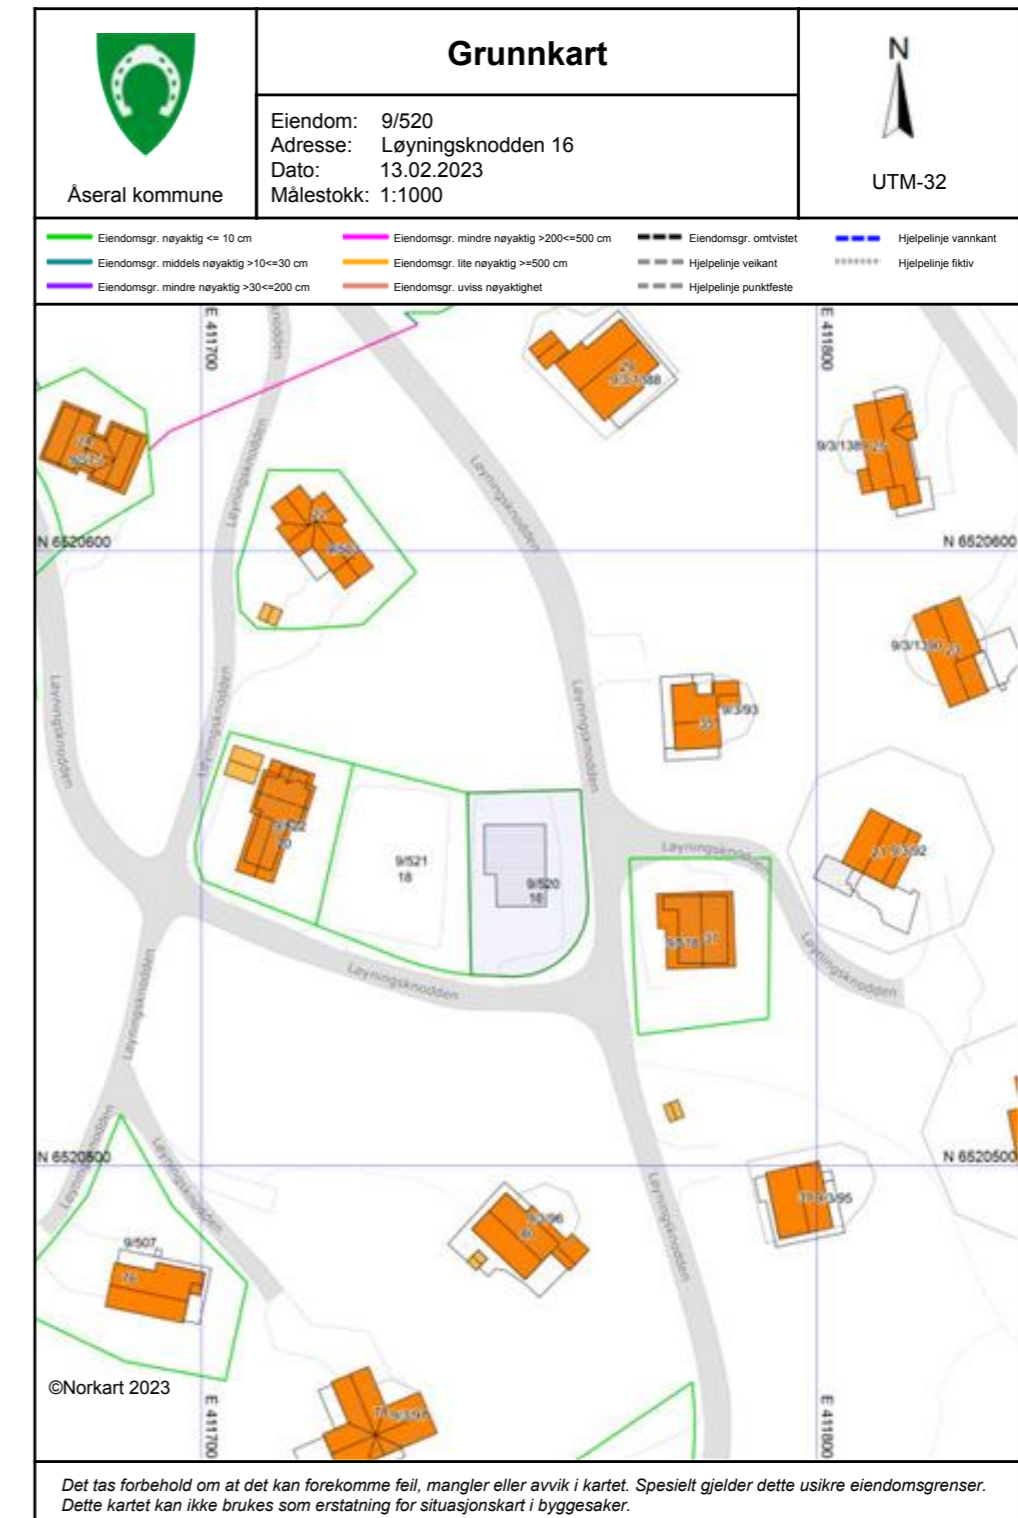 Grunnkart
Åseral kommune
Eiendom: 9/520
Adresse: Løyningsknodden 16
Dato: 13.02.2023
Målestokk: 1:1000
N
UTM-32
Eiendomsgr. nøyaktig <= 10 cm
Eiendomsgr. middels nøyaktig >10<=30 cm
Eiendomsgr. mindre nøyaktig >30<=200 cm
Eiendomsgr. mindre nøyaktig >200<=500 cm
Eiendomsgr. lite nøyaktig >=500 cm
Eiendomsgr. uviss nøyaktighet
Eiendomsgr. omtvistet
Hjelpelinje veikant
Hjelpelinje punktfeste
Hjelpelinje vannkant
Hjelpelinje fiktiv
E 411700
E 411800
Løyningsknodden
Løyningsknodden
N 6520600
N 6520600
9/3/93
Løyningsknodden
Løyningsknodden
Løyningsknodden
Løyningsknodden
9/521
18
9/520
16
Løyningsknodden
Løyningsknodden
Løyningsknodden
N 6520500
N 6520500
Løyningsknodden
Løyningsknodden
Løyningsknodden
9/507
76
©Norkart 2023
E 411700
E 411800
Det tas forbehold om at det kan forekomme feil, mangler eller avvik i kartet. Spesielt gjelder dette usikre eiendomsgrenser.
Dette kartet kan ikke brukes som erstatning for situasjonskart i byggesaker.